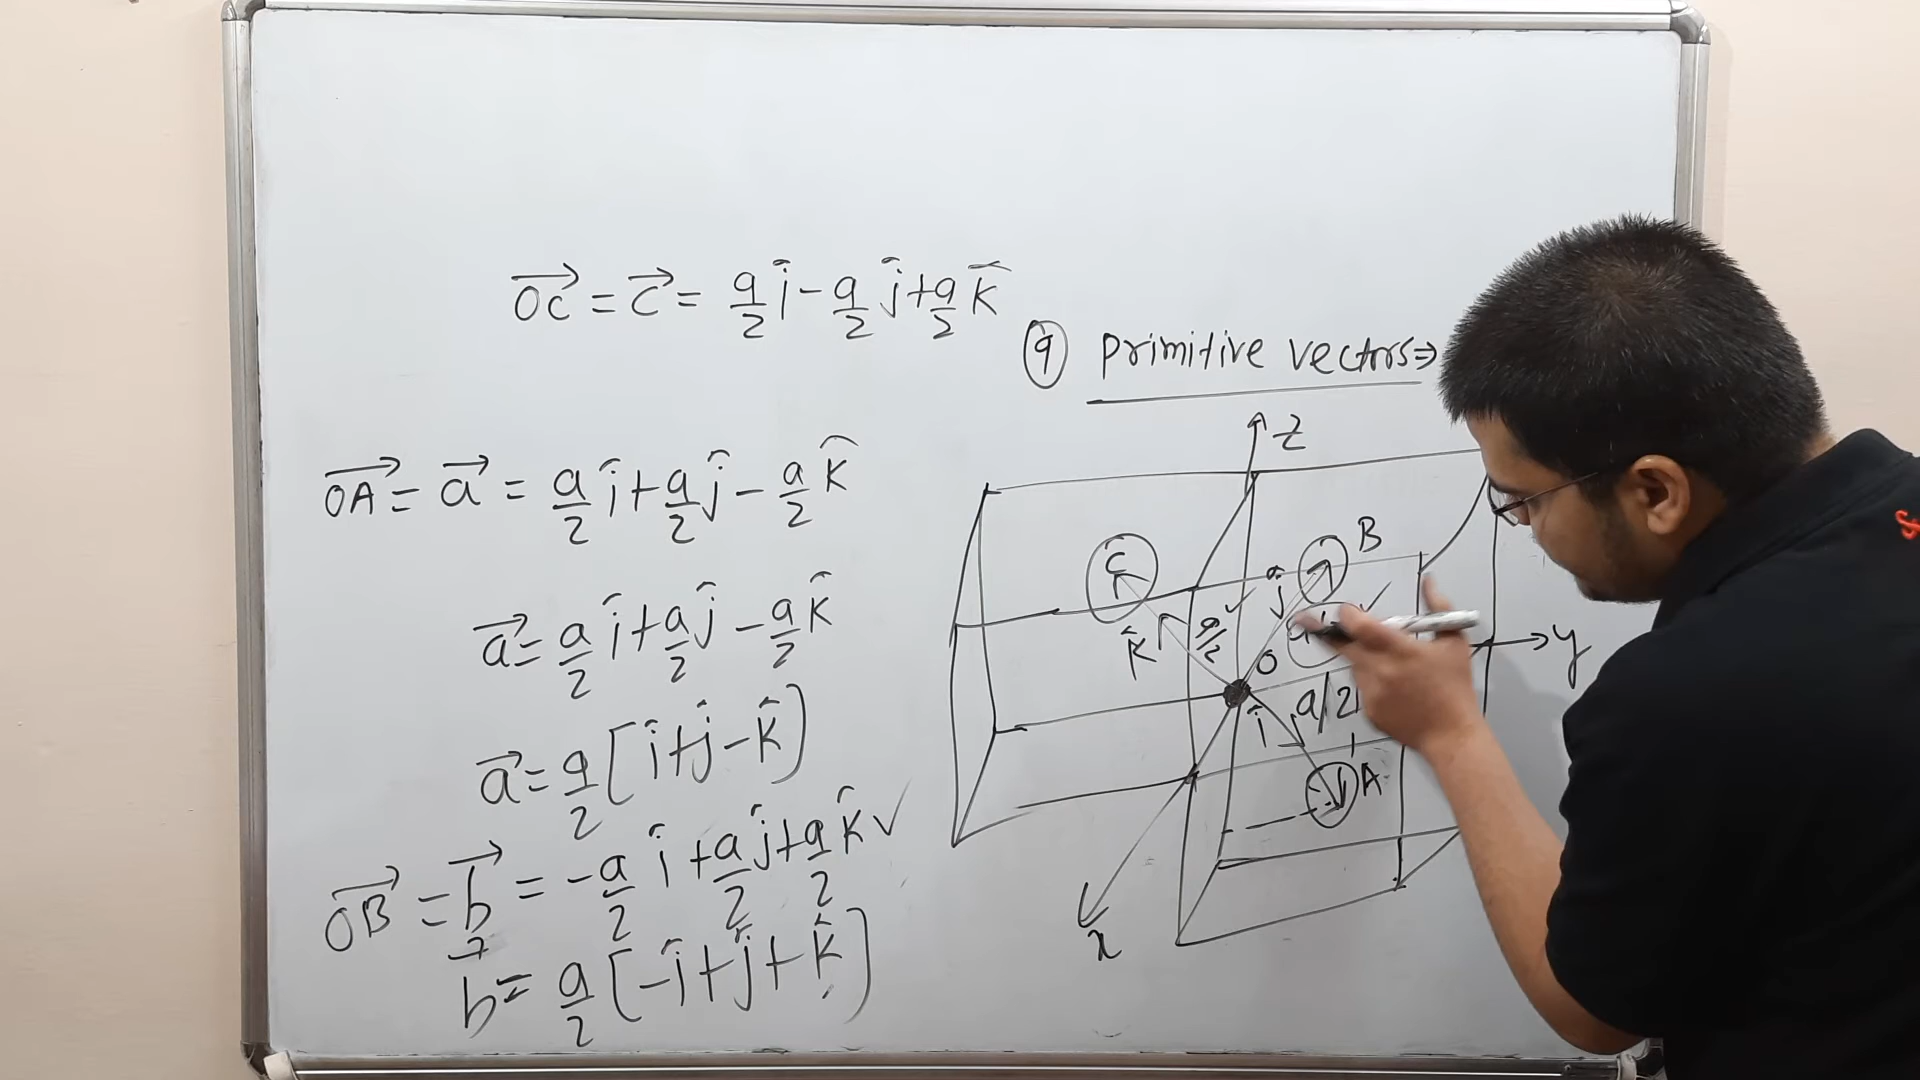 OC⃗ = c⃗ = a/2 î - a/2 ĵ + a/2 k̂
9 primitive vectors⇒
OA⃗ = a⃗ = a/2 î + a/2 ĵ - a/2 k̂
a⃗ = a/2 î + a/2 ĵ - a/2 k̂
a⃗ = a/2 [î + ĵ - k̂]
OB⃗ = b⃗ = -a/2 î + a/2 ĵ + a/2 k̂ ✓
b⃗ = a/2 [-î + ĵ + k̂]
z
C
B
ĵ
k̂
a/2
O
y
î
a/2
A
x